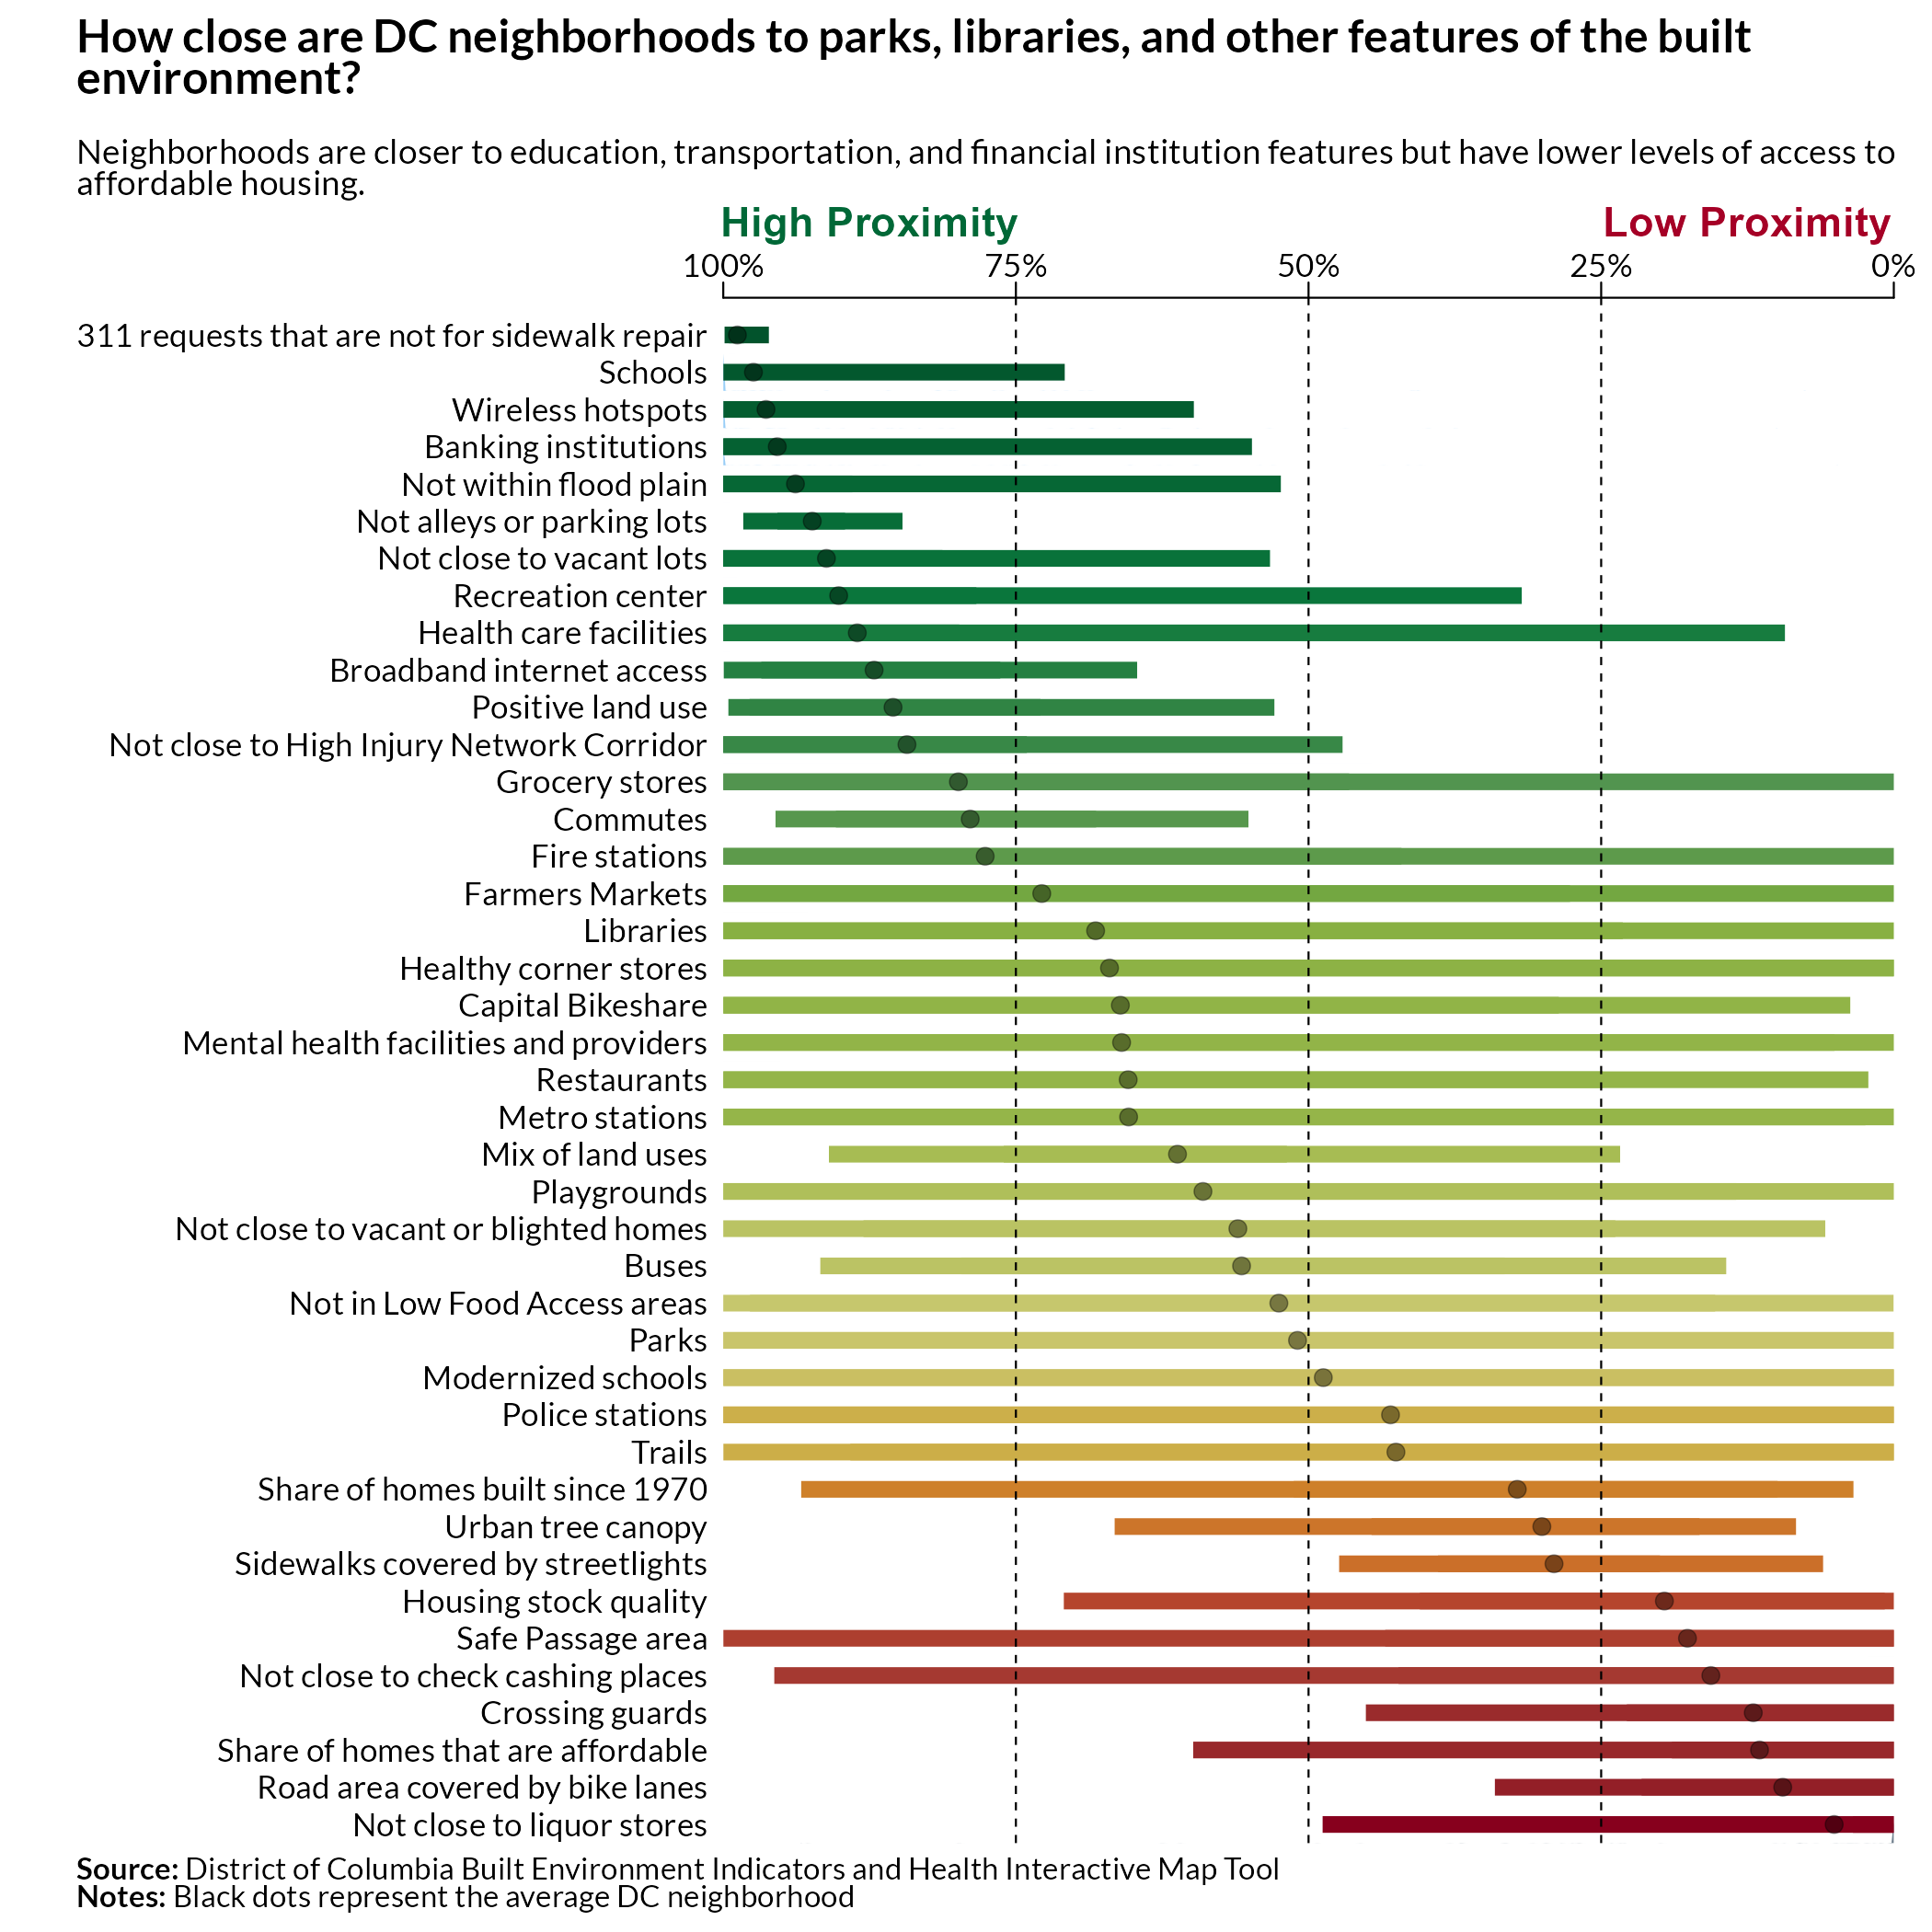 How close are DC neighborhoods to parks, libraries, and other features of the built
environment?
Neighborhoods are closer to education, transportation, and financial institution features but have lower levels of access to
affordable housing.
High Proximity Low Proximity
100% 75% 50% 25% 0%
311 requests that are not for sidewalk repair
Schools
Wireless hotspots
Banking institutions
Not within flood plain
Not alleys or parking lots
Not close to vacant lots
Recreation center
Health care facilities
Broadband internet access
Positive land use
Not close to High Injury Network Corridor
Grocery stores
Commutes
Fire stations
Farmers Markets
Libraries
Healthy corner stores
Capital Bikeshare
Mental health facilities and providers
Restaurants
Metro stations
Mix of land uses
Playgrounds
Not close to vacant or blighted homes
Buses
Not in Low Food Access areas
Parks
Modernized schools
Police stations
Trails
Share of homes built since 1970
Urban tree canopy
Sidewalks covered by streetlights
Housing stock quality
Safe Passage area
Not close to check cashing places
Crossing guards
Share of homes that are affordable
Road area covered by bike lanes
Not close to liquor stores
Source: District of Columbia Built Environment Indicators and Health Interactive Map Tool
Notes: Black dots represent the average DC neighborhood